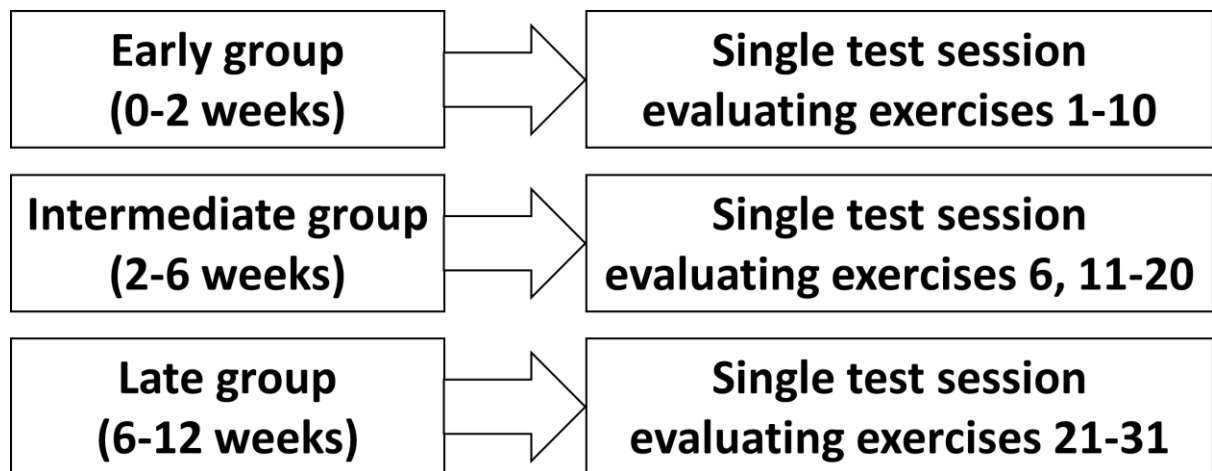 Early group
(0-2 weeks)
Single test session
evaluating exercises 1-10
Intermediate group
(2-6 weeks)
Single test session
evaluating exercises 6, 11-20
Late group
(6-12 weeks)
Single test session
evaluating exercises 21-31